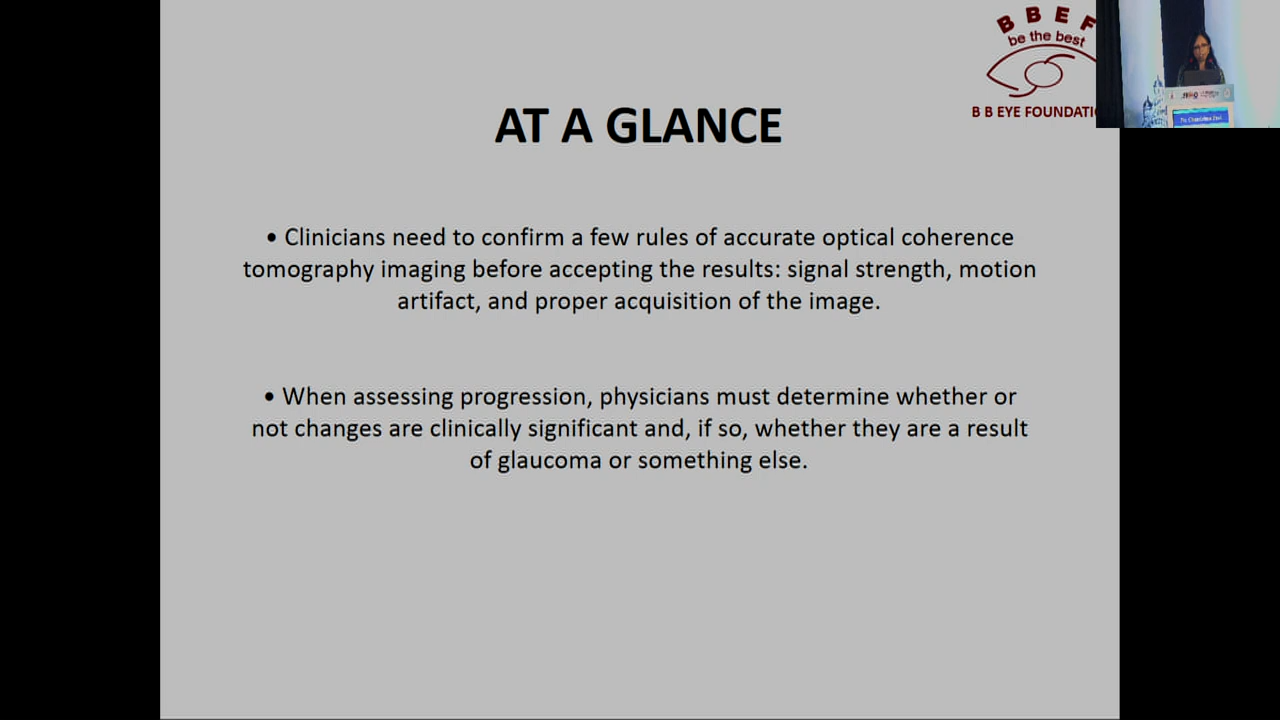 BBEF
be the best
B B EYE FOUNDATI
AT A GLANCE
• Clinicians need to confirm a few rules of accurate optical coherence
tomography imaging before accepting the results: signal strength, motion
artifact, and proper acquisition of the image.
• When assessing progression, physicians must determine whether or
not changes are clinically significant and, if so, whether they are a result
of glaucoma or something else.